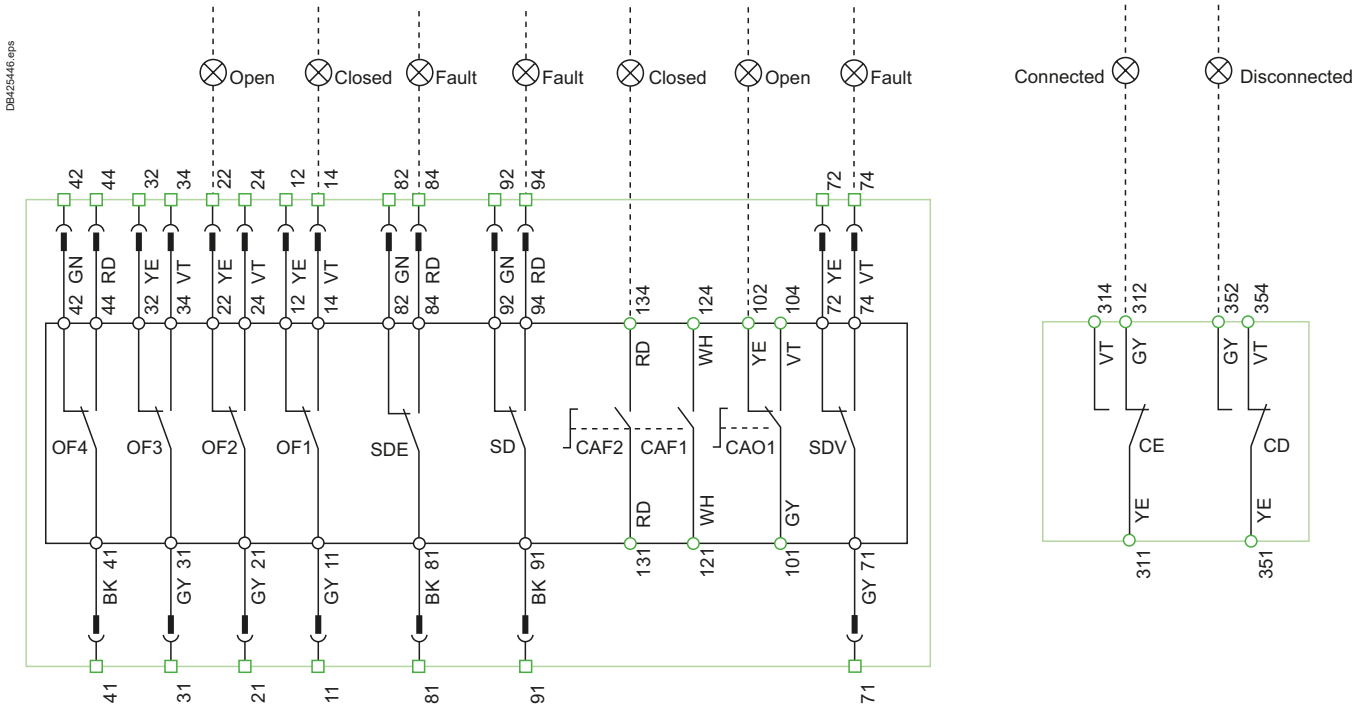 DB425446.eps
Open Closed Fault Fault Closed Open Fault Connected Disconnected
42 44 32 34 22 24 12 14 82 84 92 94 72 74
GN RD YE VT YE VT YE VT GN RD GN RD YE VT
42 44 32 34 22 24 12 14 82 84 92 94 134 124 102 104 72 74 314 312 352 354
RD WH YE VT VT GY GY VT
OF4 OF3 OF2 OF1 SDE SD CAF2 CAF1 CAO1 SDV CE CD
RD WH GY YE YE
41 31 21 11 81 91 131 121 101 71 311 351
BK GY GY GY BK BK GY
41 31 21 11 81 91 71